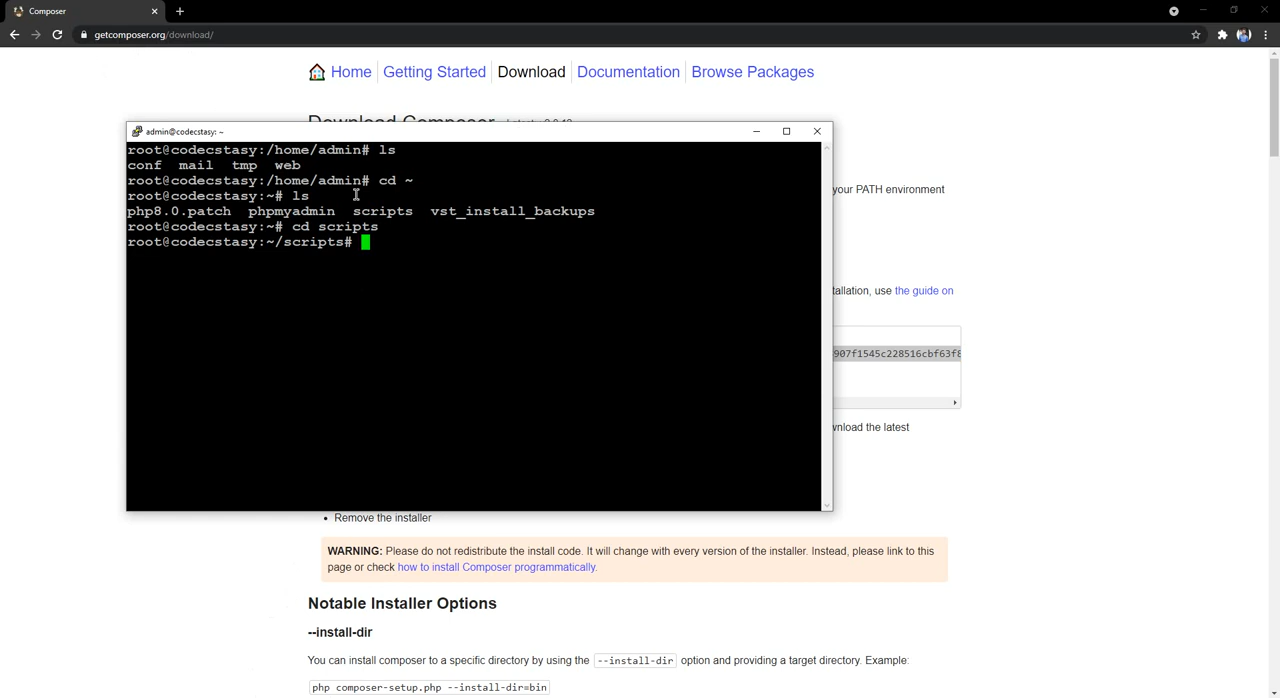 Composer
getcomposer.org/download/
Home Getting Started Download Documentation Browse Packages
Download Composer
admin@codecstasy: ~
root@codecstasy:/home/admin# ls
conf mail tmp web
root@codecstasy:/home/admin# cd ~
your PATH environment
root@codecstasy:~# ls
php8.0.patch phpmyadmin scripts vst_install_backups
root@codecstasy:~# cd scripts
root@codecstasy:~/scripts#
tallation, use the guide on
907f1545c228516cbf63f8
wnload the latest
• Remove the installer
WARNING: Please do not redistribute the install code. It will change with every version of the installer. Instead, please link to this
page or check how to install Composer programmatically.
Notable Installer Options
--install-dir
You can install composer to a specific directory by using the --install-dir option and providing a target directory. Example:
php composer-setup.php --install-dir=bin